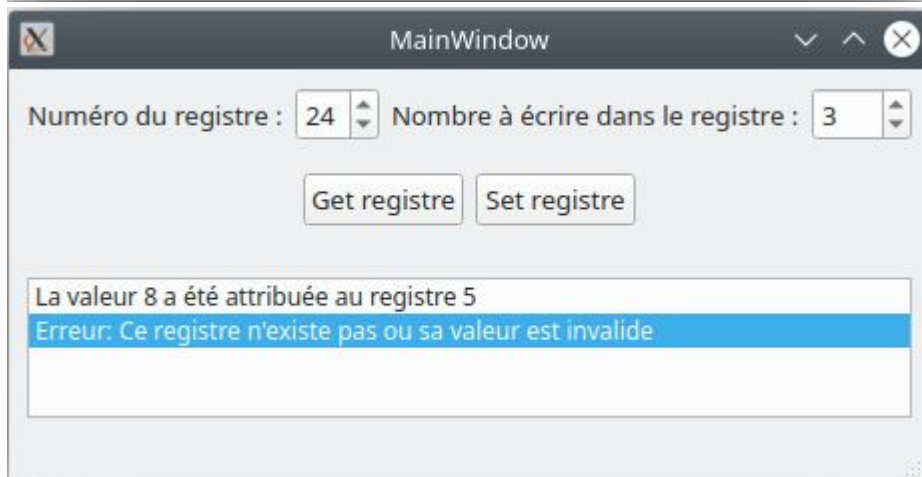 MainWindow
Numéro du registre : 24 Nombre à écrire dans le registre : 3
Get registre Set registre
La valeur 8 a été attribuée au registre 5
Erreur: Ce registre n'existe pas ou sa valeur est invalide